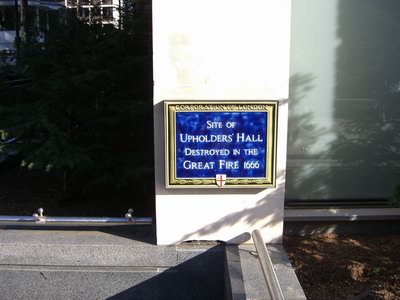 CORPORATION OF LONDON
SITE OF
UPHOLDERS' HALL
DESTROYED IN THE
GREAT FIRE 1666